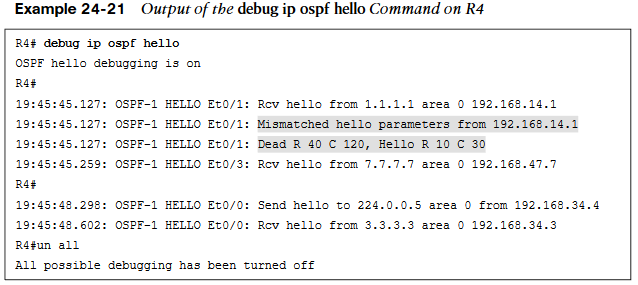 Example 24-21 Output of the debug ip ospf hello Command on R4
R4# debug ip ospf hello
OSPF hello debugging is on
R4#
19:45:45.127: OSPF-1 HELLO Et0/1: Rcv hello from 1.1.1.1 area 0 192.168.14.1
19:45:45.127: OSPF-1 HELLO Et0/1: Mismatched hello parameters from 192.168.14.1
19:45:45.127: OSPF-1 HELLO Et0/1: Dead R 40 C 120, Hello R 10 C 30
19:45:45.259: OSPF-1 HELLO Et0/3: Rcv hello from 7.7.7.7 area 0 192.168.47.7
R4#
19:45:48.298: OSPF-1 HELLO Et0/0: Send hello to 224.0.0.5 area 0 from 192.168.34.4
19:45:48.602: OSPF-1 HELLO Et0/0: Rcv hello from 3.3.3.3 area 0 192.168.34.3
R4#un all
All possible debugging has been turned off